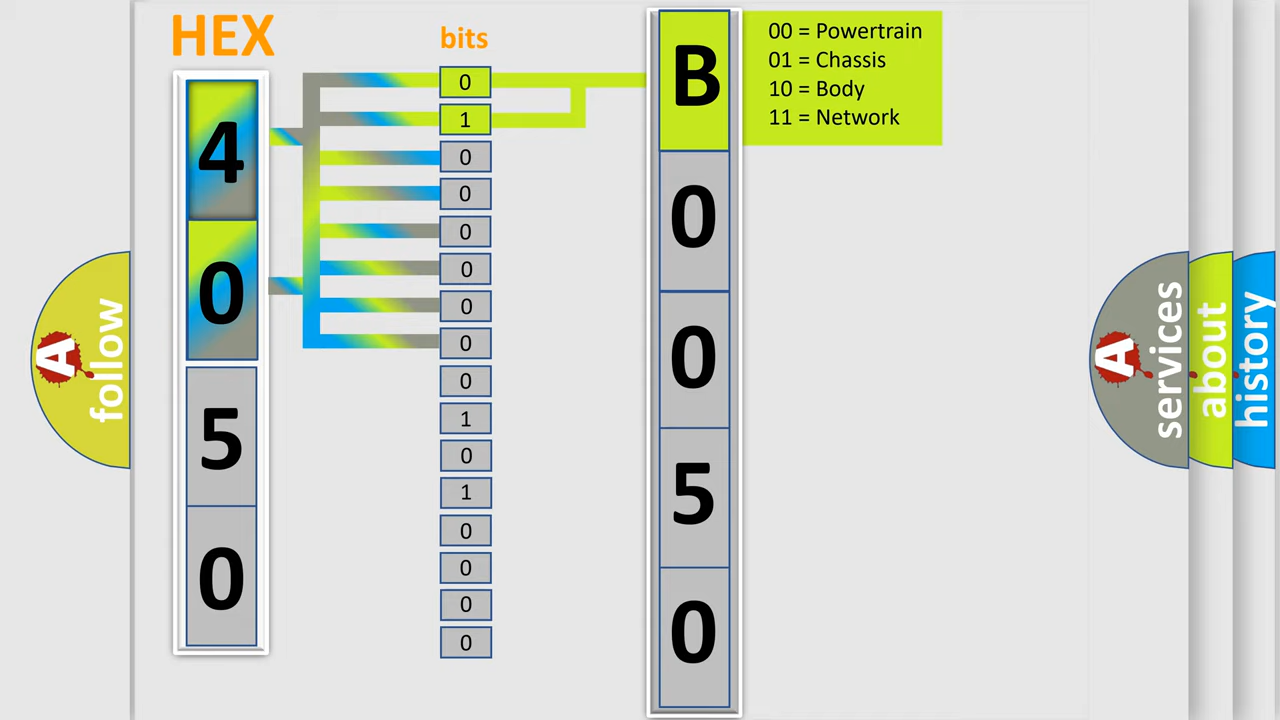 HEX
bits
4
0
5
0
0
1
0
0
0
0
0
0
0
1
0
1
0
0
0
0
B
0
0
5
0
00 = Powertrain
01 = Chassis
10 = Body
11 = Network
A
follow
A
services
about
history